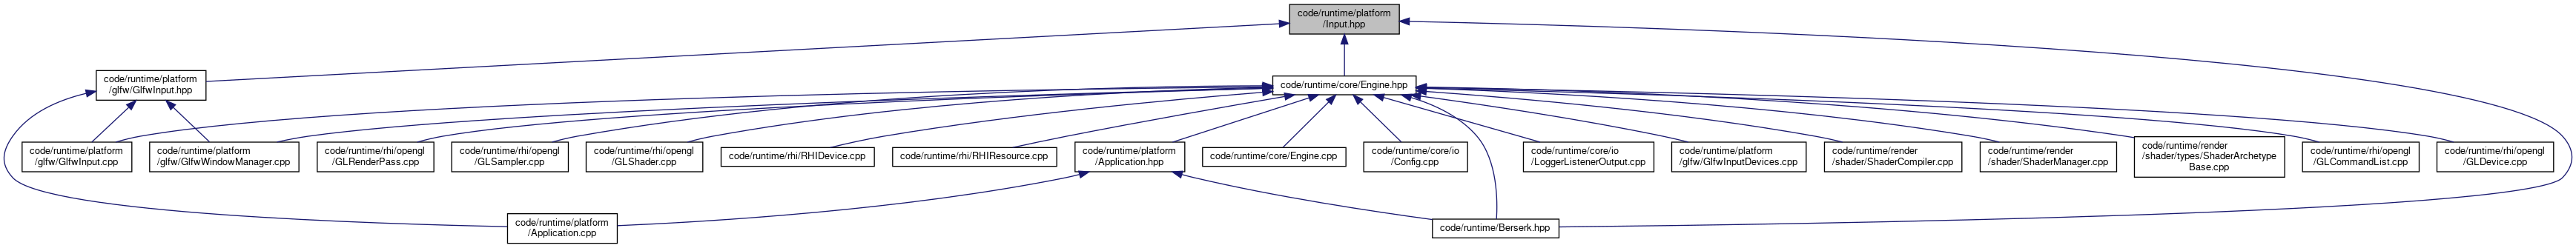 code/runtime/platform
/Input.hpp
code/runtime/platform
/glfw/GlfwInput.hpp
code/runtime/core/Engine.hpp
code/runtime/platform
/glfw/GlfwInput.cpp
code/runtime/platform
/glfw/GlfwWindowManager.cpp
code/runtime/rhi/opengl
/GLRenderPass.cpp
code/runtime/rhi/opengl
/GLSampler.cpp
code/runtime/rhi/opengl
/GLShader.cpp
code/runtime/rhi/RHIDevice.cpp
code/runtime/rhi/RHIResource.cpp
code/runtime/platform
/Application.hpp
code/runtime/core/Engine.cpp
code/runtime/core/io
/Config.cpp
code/runtime/core/io
/LoggerListenerOutput.cpp
code/runtime/platform
/glfw/GlfwInputDevices.cpp
code/runtime/render
/shader/ShaderCompiler.cpp
code/runtime/render
/shader/ShaderManager.cpp
code/runtime/render
/shader/types/ShaderArchetype
Base.cpp
code/runtime/rhi/opengl
/GLCommandList.cpp
code/runtime/rhi/opengl
/GLDevice.cpp
code/runtime/platform
/Application.cpp
code/runtime/Berserk.hpp